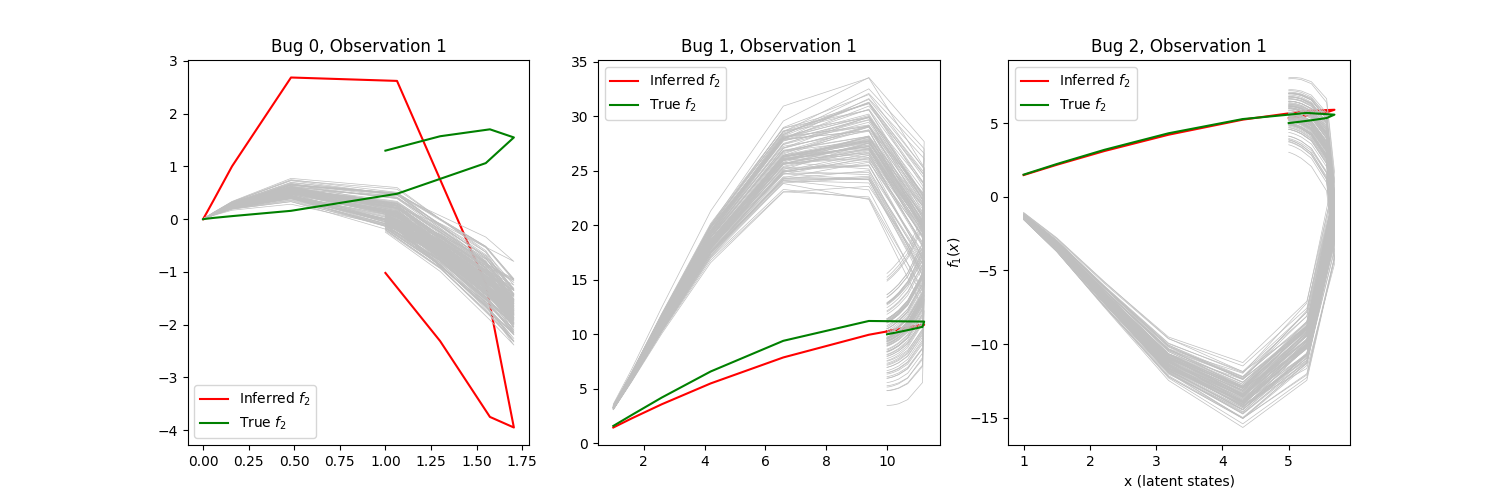 Bug 0, Observation 1
3
2
1
0
−1
−2
−3
−4
Inferred f₂
True f₂
0.00 0.25 0.50 0.75 1.00 1.25 1.50 1.75
Bug 1, Observation 1
35
30
25
20
15
10
5
0
Inferred f₂
True f₂
2 4 6 8 10
Bug 2, Observation 1
f₁(x)
5
0
−5
−10
−15
Inferred f₂
True f₂
1 2 3 4 5
x (latent states)